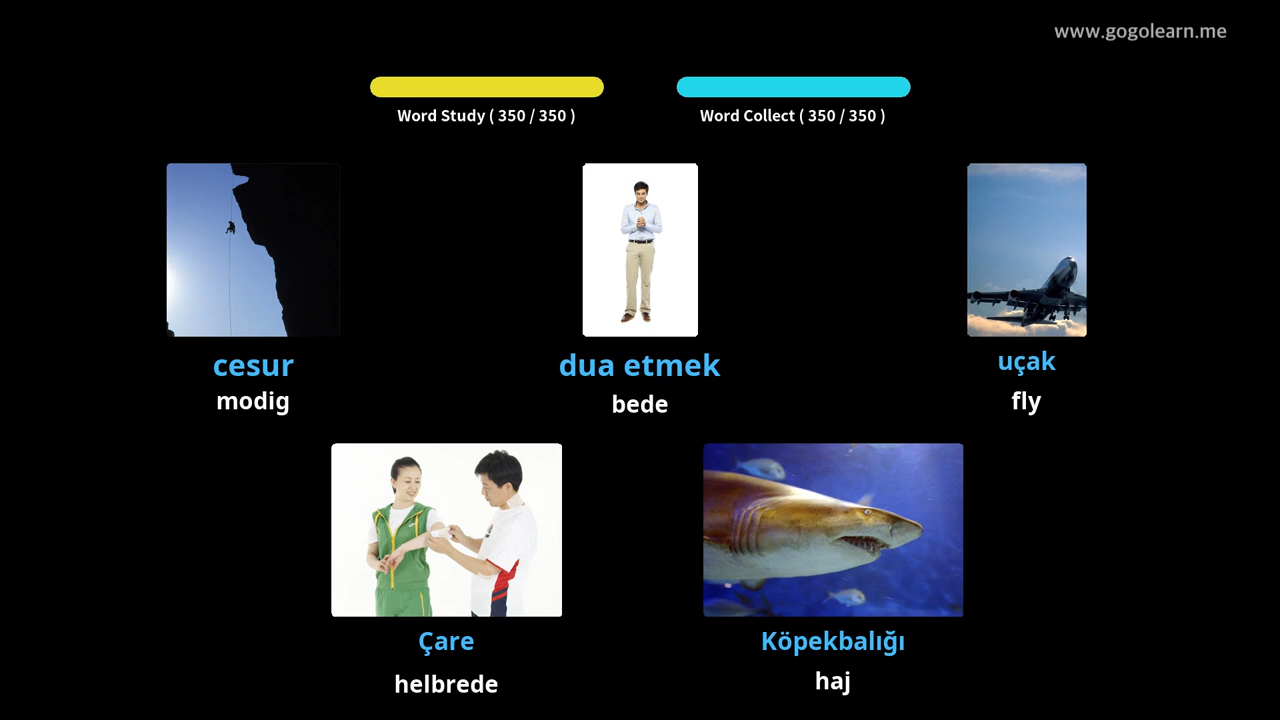 www.gogolearn.me
Word Study ( 350 / 350 )
Word Collect ( 350 / 350 )
cesur
modig
dua etmek
bede
uçak
fly
Çare
helbrede
Köpekbalığı
haj